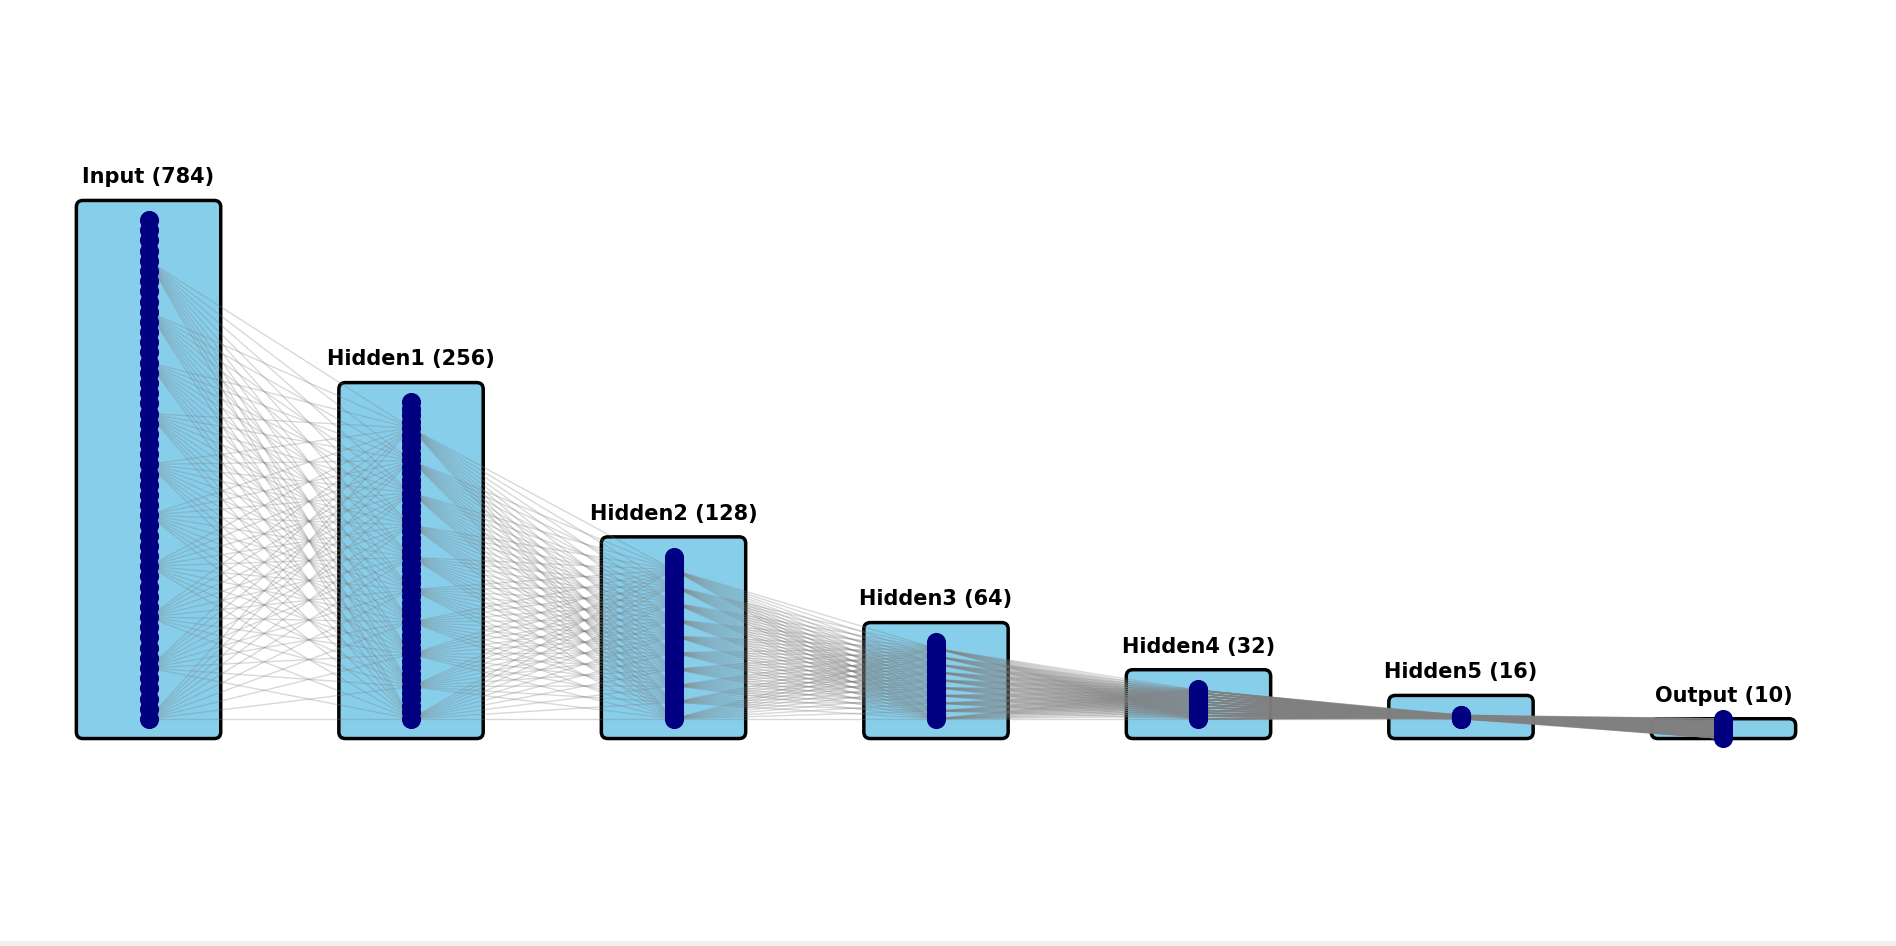 Input (784)
Hidden1 (256)
Hidden2 (128)
Hidden3 (64)
Hidden4 (32)
Hidden5 (16)
Output (10)